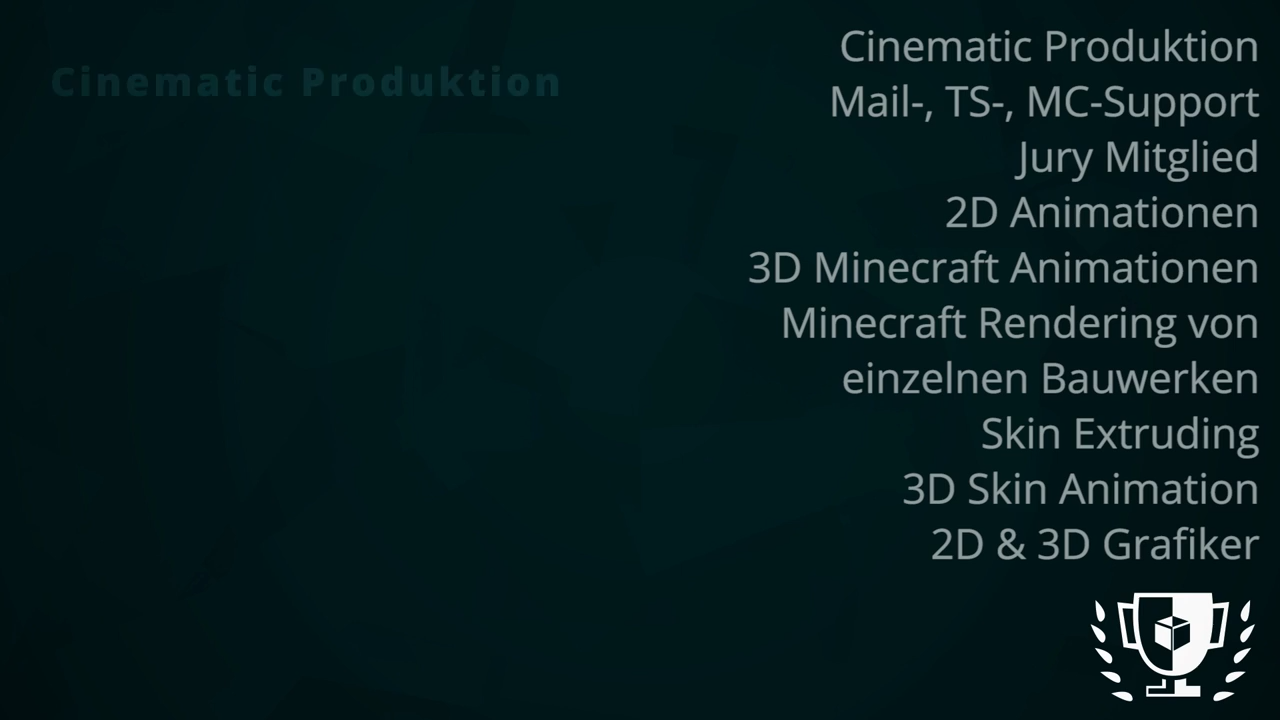 Cinematic Produktion
Cinematic Produktion
Mail-, TS-, MC-Support
Jury Mitglied
2D Animationen
3D Minecraft Animationen
Minecraft Rendering von
einzelnen Bauwerken
Skin Extruding
3D Skin Animation
2D & 3D Grafiker